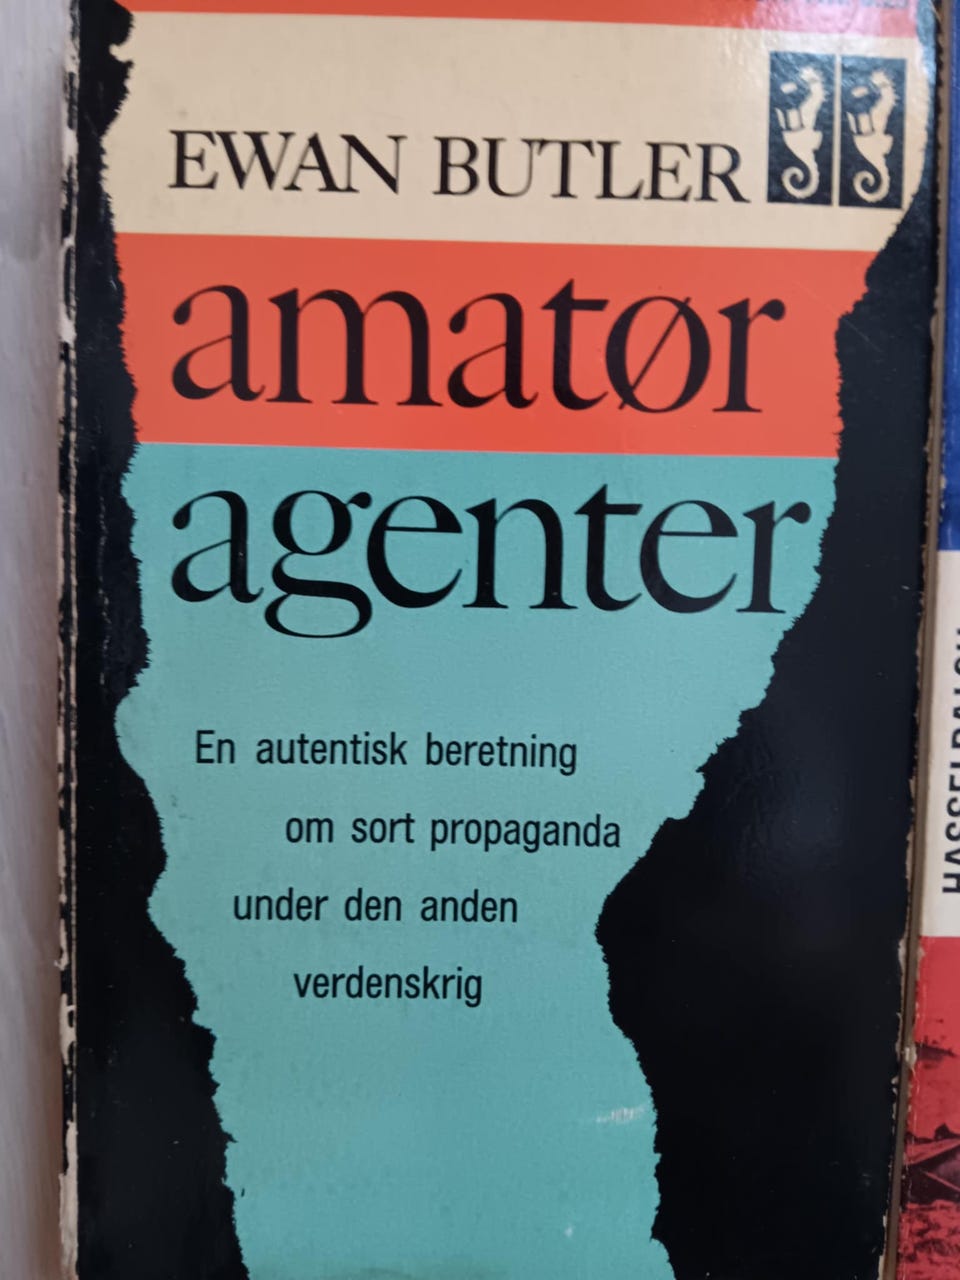 EWAN BUTLER
amatør
agenter
En autentisk beretning
om sort propaganda
under den anden
verdenskrig